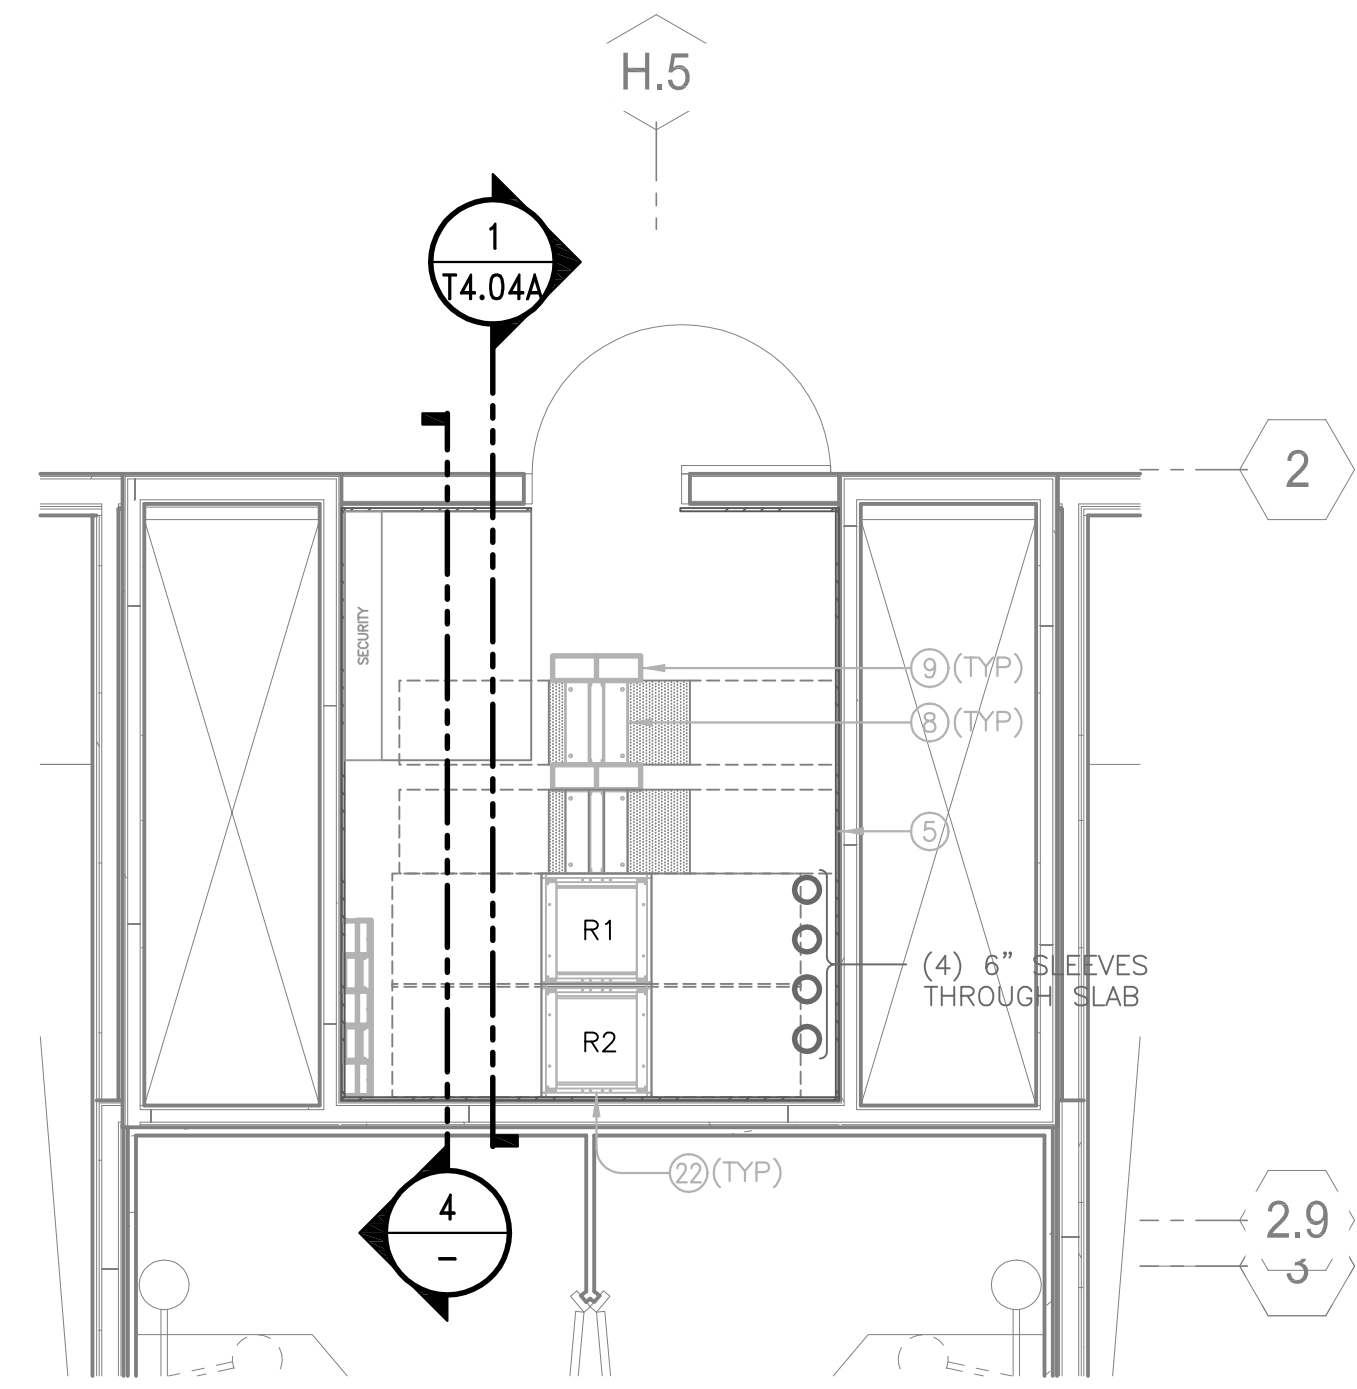 H.5
1
T4.04A
2
SECURITY
9 (TYP)
8 (TYP)
5
R1
(4) 6” SLEEVES
THROUGH SLAB
R2
22 (TYP)
4
–
2.9
3